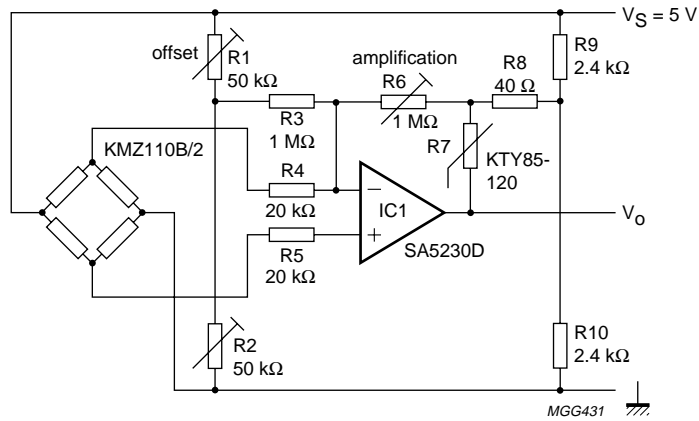 VS = 5 V
offset
R1
50 kΩ
amplification
R6
1 MΩ
R8
40 Ω
R9
2.4 kΩ
R3
1 MΩ
R7
KTY85-
120
KMZ110B/2
R4
20 kΩ
IC1
−
+
SA5230D
Vo
R5
20 kΩ
R2
50 kΩ
R10
2.4 kΩ
MGG431